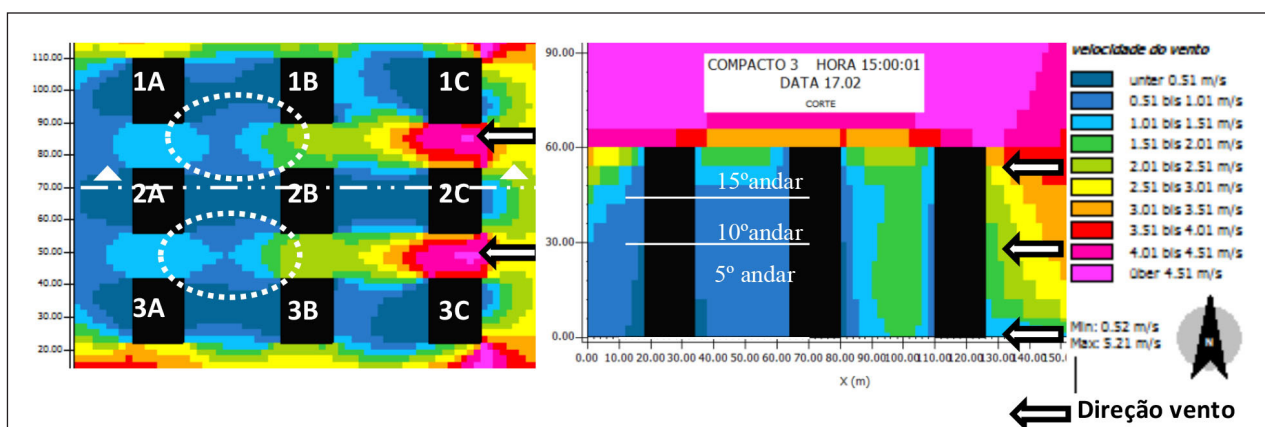 110.00
100.00
90.00
80.00
70.00
60.00
50.00
40.00
30.00
20.00
1A 1B 1C
2A 2B 2C
3A 3B 3C
90.00
60.00
30.00
0.00
COMPACTO 3 HORA 15:00:01
DATA 17.02
CORTE
15º andar
10º andar
5º andar
0.00 10.00 20.00 30.00 40.00 50.00 60.00 70.00 80.00 90.00 100.00 110.00 120.00 130.00 140.00 150.
X (m)
velocidade do vento
unter 0.51 m/s
0.51 bis 1.01 m/s
1.01 bis 1.51 m/s
1.51 bis 2.01 m/s
2.01 bis 2.51 m/s
2.51 bis 3.01 m/s
3.01 bis 3.51 m/s
3.51 bis 4.01 m/s
4.01 bis 4.51 m/s
über 4.51 m/s
Min: 0.52 m/s
Max: 5.21 m/s
N
Direção vento